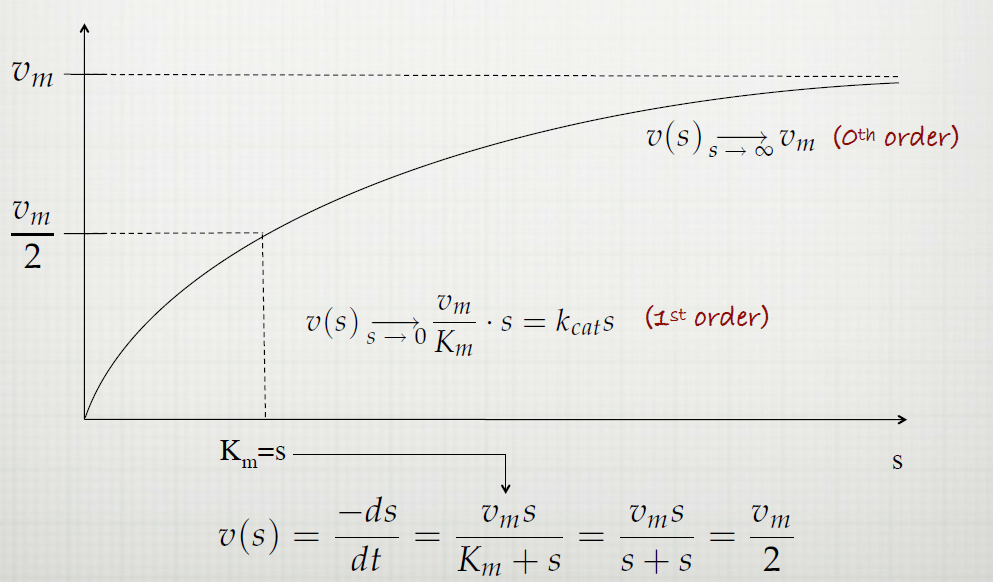 v_m
v(s) → v_m (0th order)
s → ∞
v_m
2
v(s) → v_m / K_m · s = k_cat s (1st order)
s → 0
K_m=s
s
v(s) = -ds/dt = v_m s / K_m + s = v_m s / s + s = v_m / 2